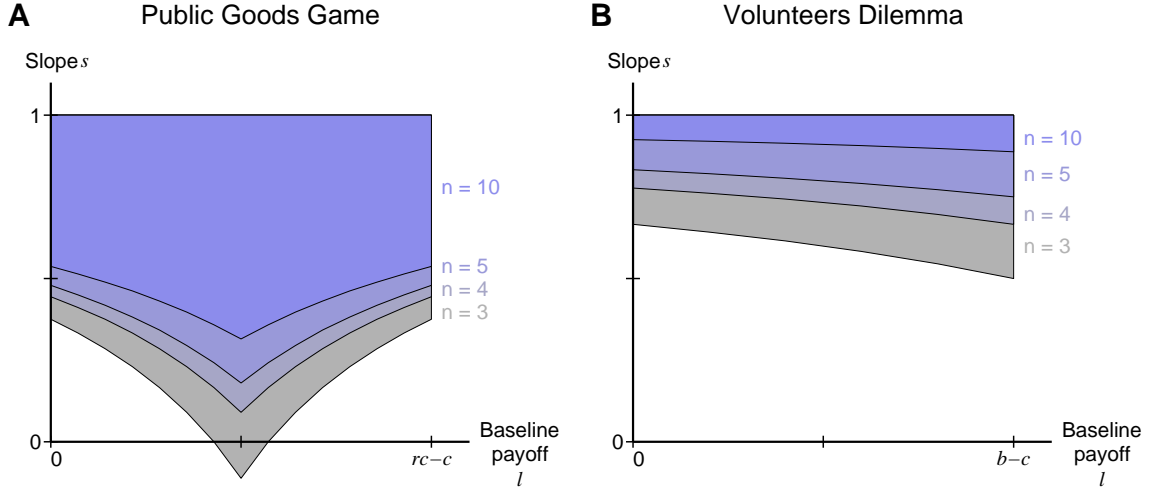 A Public Goods Game
Slope s
1
n = 10
n = 5
n = 4
n = 3
0
0
rc−c
Baseline
payoff
l
B Volunteers Dilemma
Slope s
1
n = 10
n = 5
n = 4
n = 3
0
0
b−c
Baseline
payoff
l